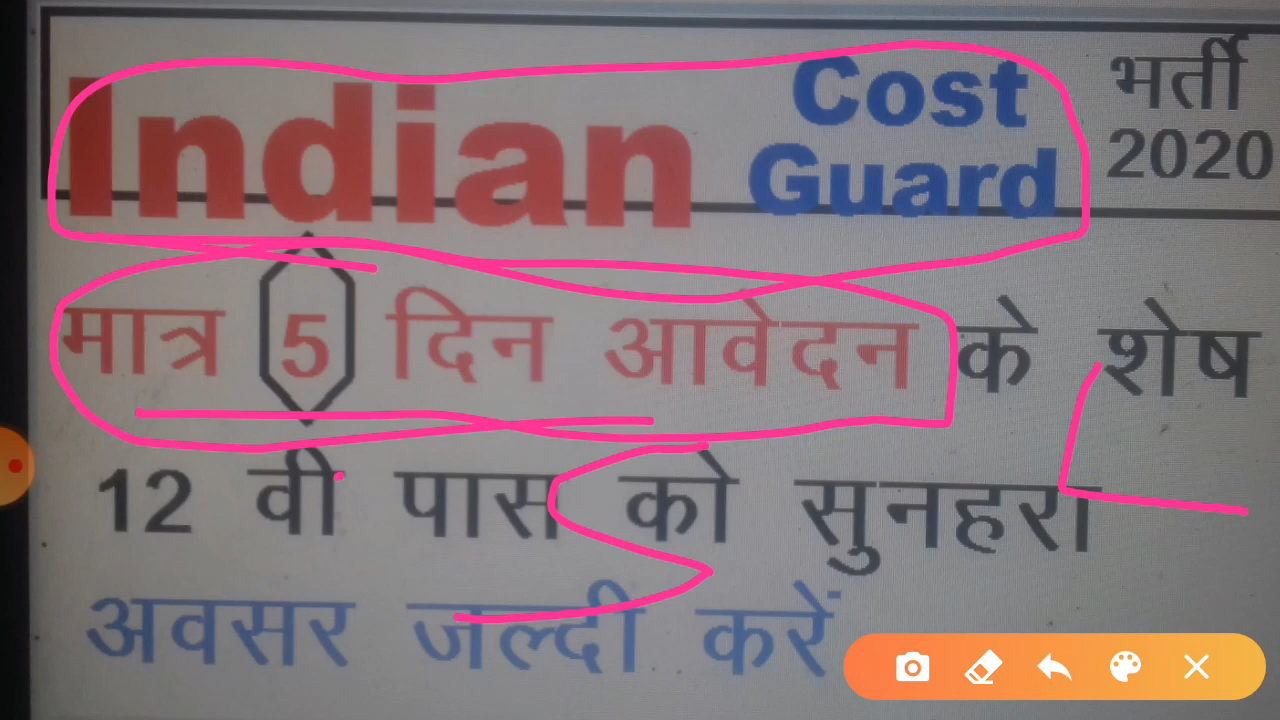 Indian Cost Guard भर्ती 2020
मात्र 5 दिन आवेदन के शेष
12 वी पास को सुनहरा
अवसर जल्दी करें